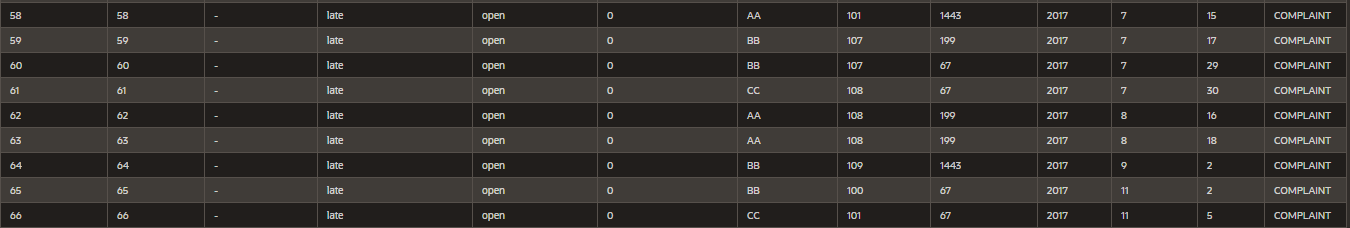 58 58 - late open 0 AA 101 1443 2017 7 15 COMPLAINT
59 59 - late open 0 BB 107 199 2017 7 17 COMPLAINT
60 60 - late open 0 BB 107 67 2017 7 29 COMPLAINT
61 61 - late open 0 CC 108 67 2017 7 30 COMPLAINT
62 62 - late open 0 AA 108 199 2017 8 16 COMPLAINT
63 63 - late open 0 AA 108 199 2017 8 18 COMPLAINT
64 64 - late open 0 BB 109 1443 2017 9 2 COMPLAINT
65 65 - late open 0 BB 100 67 2017 11 2 COMPLAINT
66 66 - late open 0 CC 101 67 2017 11 5 COMPLAINT